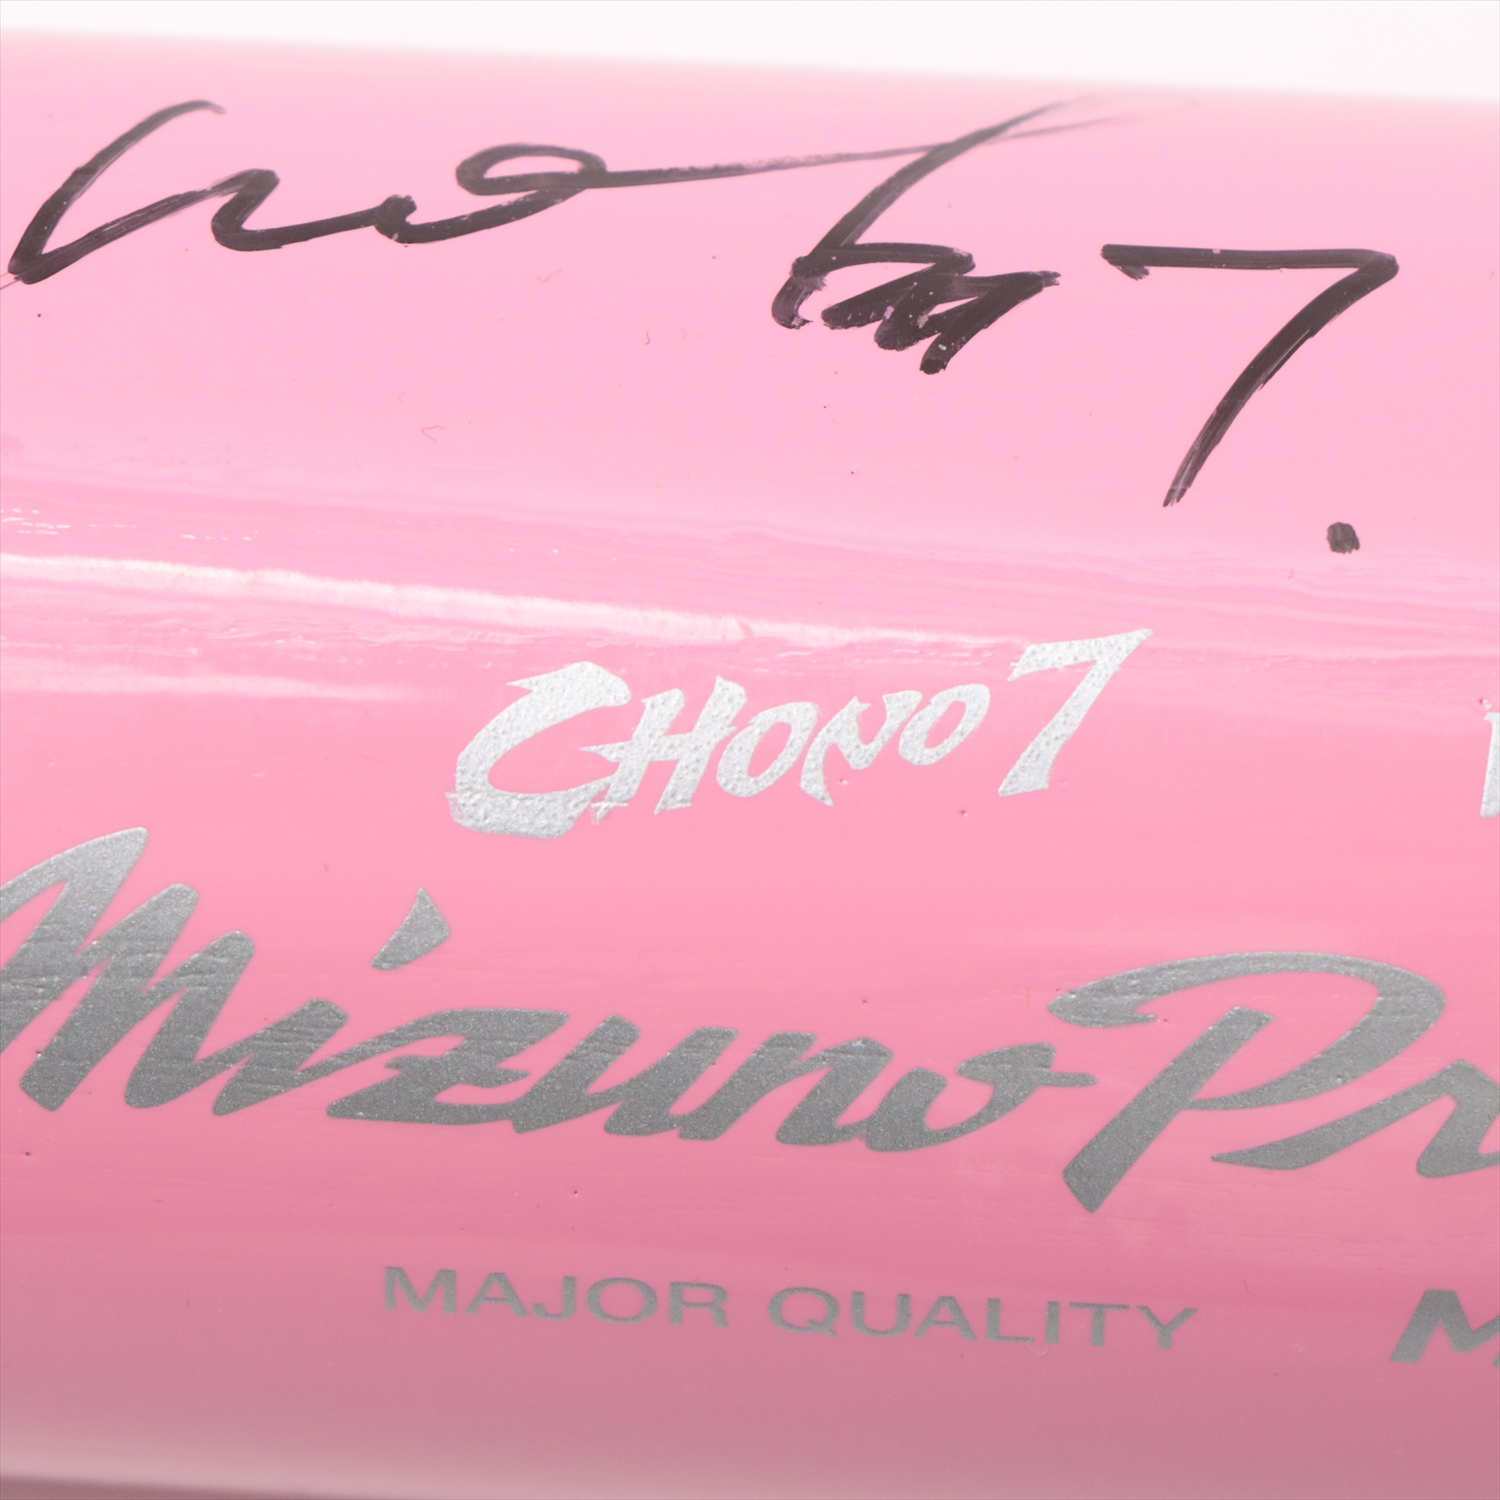 7.
CHONO 7
Mizuno Pr
MAJOR QUALITY M